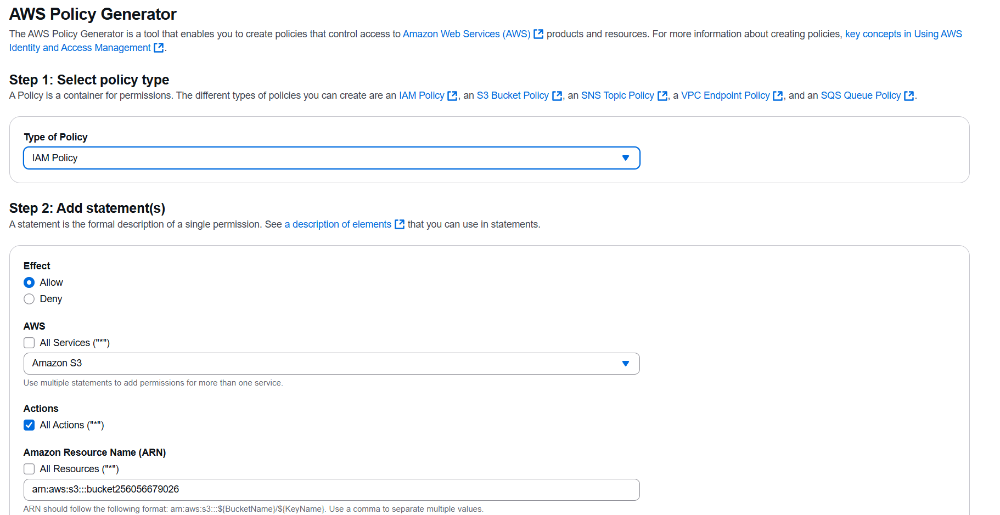 AWS Policy Generator
The AWS Policy Generator is a tool that enables you to create policies that control access to Amazon Web Services (AWS) products and resources. For more information about creating policies, key concepts in Using AWS
Identity and Access Management.
Step 1: Select policy type
A Policy is a container for permissions. The different types of policies you can create are an IAM Policy, an S3 Bucket Policy, an SNS Topic Policy, a VPC Endpoint Policy, and an SQS Queue Policy.
Type of Policy
IAM Policy
Step 2: Add statement(s)
A statement is the formal description of a single permission. See a description of elements that you can use in statements.
Effect
Allow
Deny
AWS
All Services ("*")
Amazon S3
Use multiple statements to add permissions for more than one service.
Actions
All Actions ("*")
Amazon Resource Name (ARN)
All Resources ("*")
arn:aws:s3:::bucket256056679026
ARN should follow the following format: arn:aws:s3:::${BucketName}/${KeyName}. Use a comma to separate multiple values.